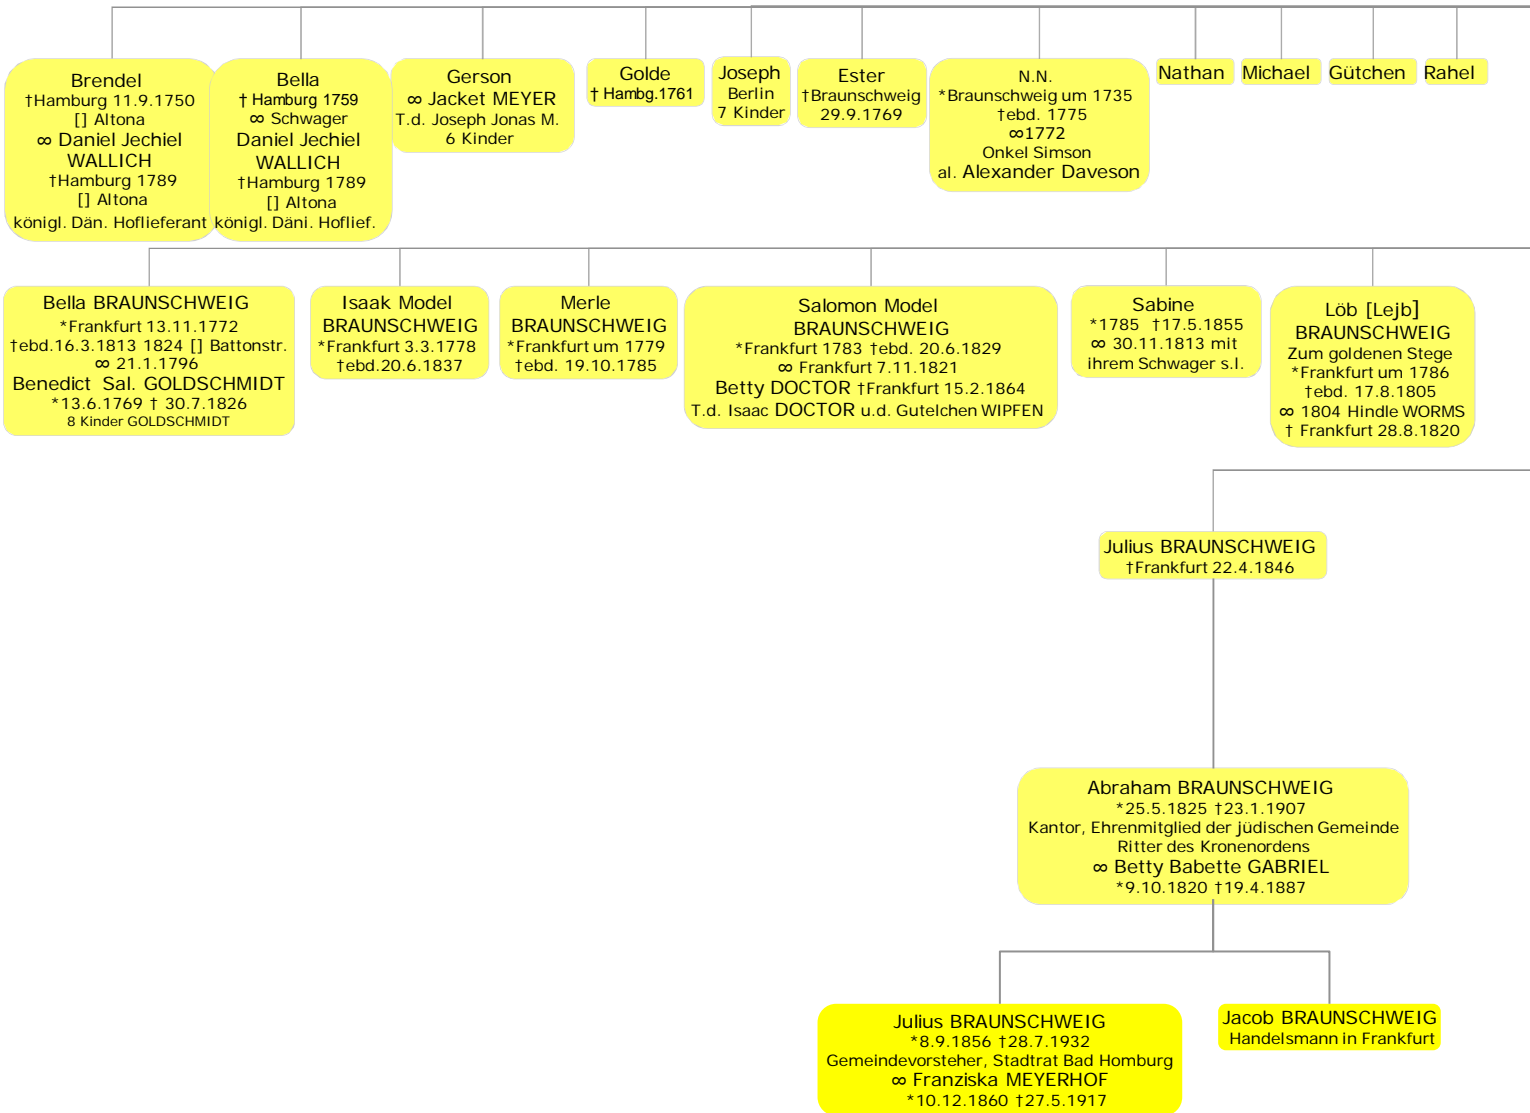 Brendel
†Hamburg 11.9.1750
[] Altona
∞ Daniel Jechiel
WALLICH
†Hamburg 1789
[] Altona
königl. Dän. Hoflieferant
Bella
† Hamburg 1759
∞ Schwager
Daniel Jechiel
WALLICH
†Hamburg 1789
[] Altona
königl. Däni. Hoflief.
Gerson
∞ Jacket MEYER
T.d. Joseph Jonas M.
6 Kinder
Golde
† Hambg.1761
Joseph
Berlin
7 Kinder
Ester
†Braunschweig
29.9.1769
N.N.
*Braunschweig um 1735
†ebd. 1775
∞1772
Onkel Simson
al. Alexander Daveson
Nathan
Michael
Gütchen
Rahel
Bella BRAUNSCHWEIG
*Frankfurt 13.11.1772
†ebd.16.3.1813 1824 [] Battonstr.
∞ 21.1.1796
Benedict Sal. GOLDSCHMIDT
*13.6.1769 † 30.7.1826
8 Kinder GOLDSCHMIDT
Isaak Model
BRAUNSCHWEIG
*Frankfurt 3.3.1778
†ebd.20.6.1837
Merle
BRAUNSCHWEIG
*Frankfurt um 1779
†ebd. 19.10.1785
Salomon Model
BRAUNSCHWEIG
*Frankfurt 1783 †ebd. 20.6.1829
∞ Frankfurt 7.11.1821
Betty DOCTOR †Frankfurt 15.2.1864
T.d. Isaac DOCTOR u.d. Gutelchen WIPFEN
Sabine
*1785 †17.5.1855
∞ 30.11.1813 mit
ihrem Schwager s.l.
Löb [Lejb]
BRAUNSCHWEIG
Zum goldenen Stege
*Frankfurt um 1786
†ebd. 17.8.1805
∞ 1804 Hindle WORMS
† Frankfurt 28.8.1820
Julius BRAUNSCHWEIG
†Frankfurt 22.4.1846
Abraham BRAUNSCHWEIG
*25.5.1825 †23.1.1907
Kantor, Ehrenmitglied der jüdischen Gemeinde
Ritter des Kronenordens
∞ Betty Babette GABRIEL
*9.10.1820 †19.4.1887
Julius BRAUNSCHWEIG
*8.9.1856 †28.7.1932
Gemeindevorsteher, Stadtrat Bad Homburg
∞ Franziska MEYERHOF
*10.12.1860 †27.5.1917
Jacob BRAUNSCHWEIG
Handelsmann in Frankfurt